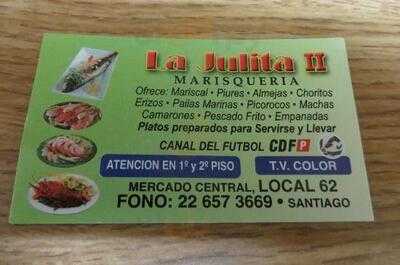 La Julita II
MARISQUERIA
Ofrece: Mariscal • Piures • Almejas • Choritos
Erizos • Pailas Marinas • Picorocos • Machas
Camarones • Pescado Frito • Empanadas
Platos preparados para Servirse y Llevar
CANAL DEL FUTBOL CDFP
ATENCION EN 1º y 2º PISO
T.V. COLOR
MERCADO CENTRAL, LOCAL 62
FONO: 22 657 3669 • SANTIAGO